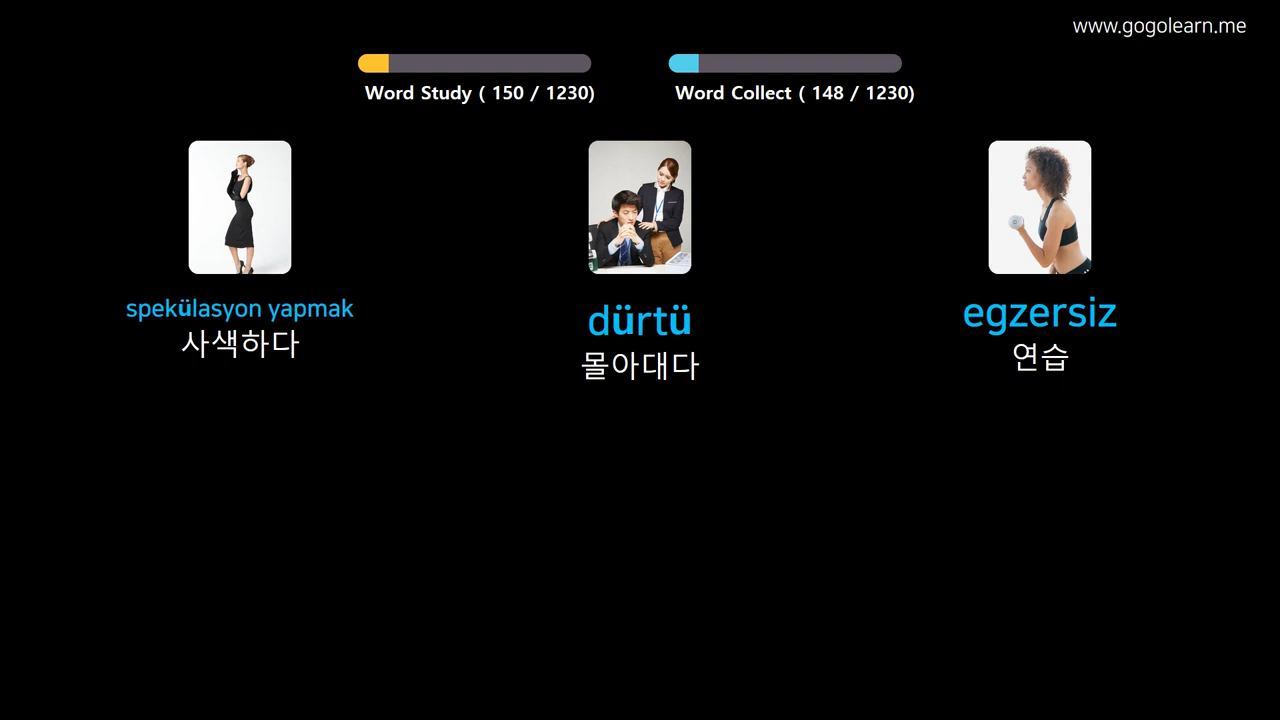 www.gogolearn.me
Word Study ( 150 / 1230)
Word Collect ( 148 / 1230)
spekülasyon yapmak
사색하다
dürtü
몰아대다
egzersiz
연습